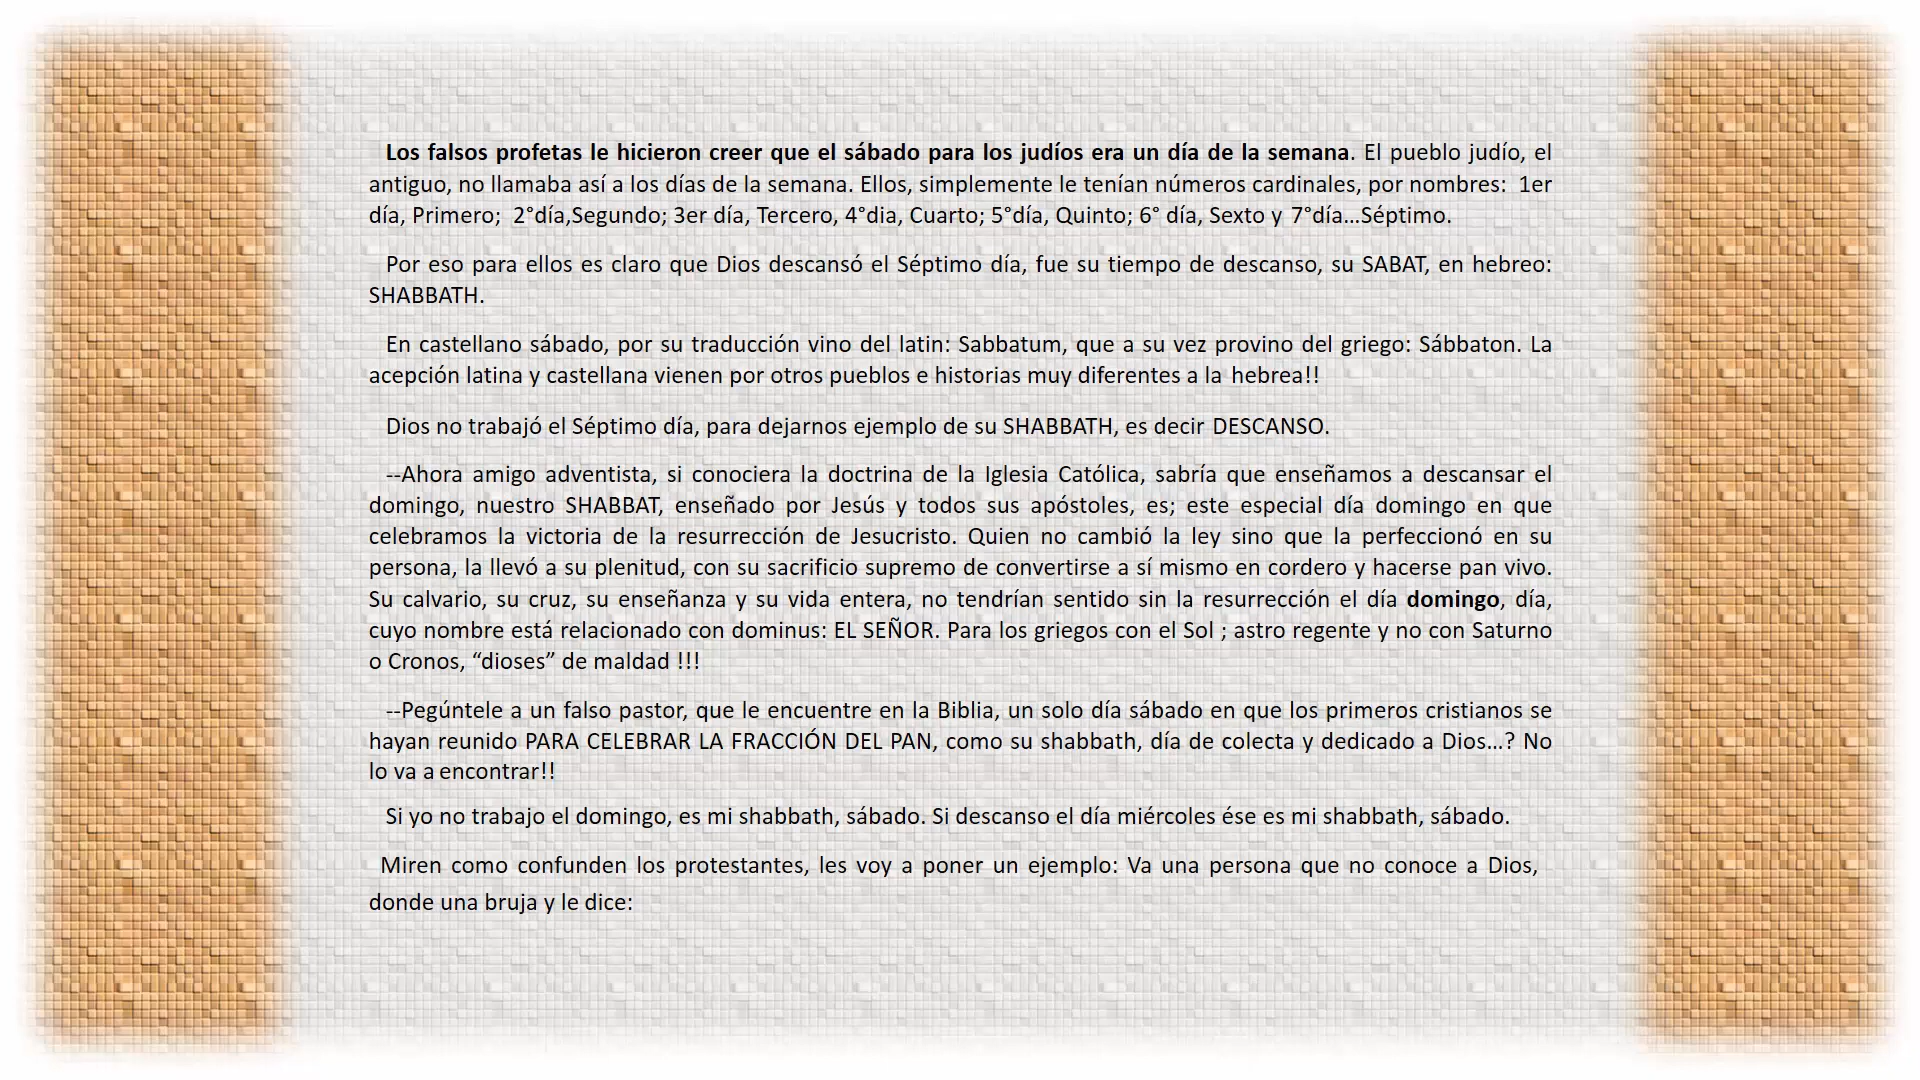 Los falsos profetas le hicieron creer que el sábado para los judíos era un día de la semana. El pueblo judío, el
antiguo, no llamaba así a los días de la semana. Ellos, simplemente le tenían números cardinales, por nombres: 1er
día, Primero; 2°día,Segundo; 3er día, Tercero, 4°dia, Cuarto; 5°día, Quinto; 6° día, Sexto y 7°día...Séptimo.
Por eso para ellos es claro que Dios descansó el Séptimo día, fue su tiempo de descanso, su SABAT, en hebreo:
SHABBATH.
En castellano sábado, por su traducción vino del latin: Sabbatum, que a su vez provino del griego: Sábbaton. La
acepción latina y castellana vienen por otros pueblos e historias muy diferentes a la hebrea!!
Dios no trabajó el Séptimo día, para dejarnos ejemplo de su SHABBATH, es decir DESCANSO.
--Ahora amigo adventista, si conociera la doctrina de la Iglesia Católica, sabría que enseñamos a descansar el
domingo, nuestro SHABBAT, enseñado por Jesús y todos sus apóstoles, es; este especial día domingo en que
celebramos la victoria de la resurrección de Jesucristo. Quien no cambió la ley sino que la perfeccionó en su
persona, la llevó a su plenitud, con su sacrificio supremo de convertirse a sí mismo en cordero y hacerse pan vivo.
Su calvario, su cruz, su enseñanza y su vida entera, no tendrían sentido sin la resurrección el día domingo, día,
cuyo nombre está relacionado con dominus: EL SEÑOR. Para los griegos con el Sol ; astro regente y no con Saturno
o Cronos, “dioses” de maldad !!!
--Pegúntele a un falso pastor, que le encuentre en la Biblia, un solo día sábado en que los primeros cristianos se
hayan reunido PARA CELEBRAR LA FRACCIÓN DEL PAN, como su shabbath, día de colecta y dedicado a Dios...? No
lo va a encontrar!!
Si yo no trabajo el domingo, es mi shabbath, sábado. Si descanso el día miércoles ése es mi shabbath, sábado.
Miren como confunden los protestantes, les voy a poner un ejemplo: Va una persona que no conoce a Dios,
donde una bruja y le dice: